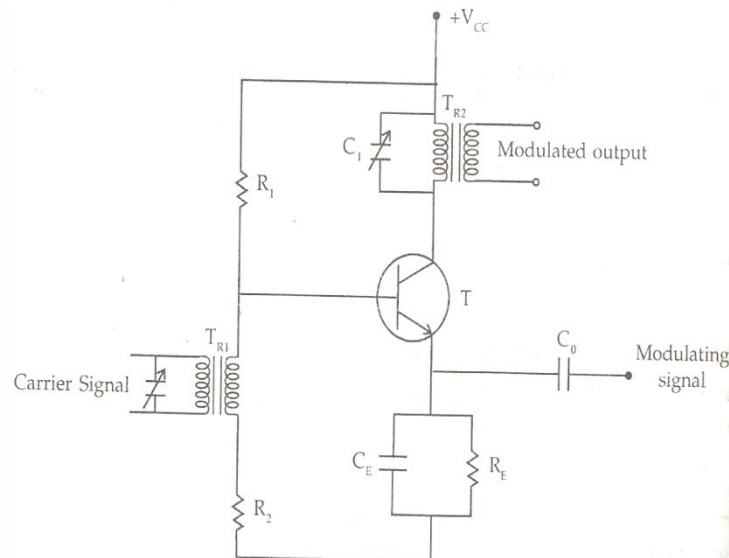 +V_CC
T_R2
C_1
Modulated output
R_1
T
T_R1
C_0
Modulating
signal
Carrier Signal
C_E
R_E
R_2